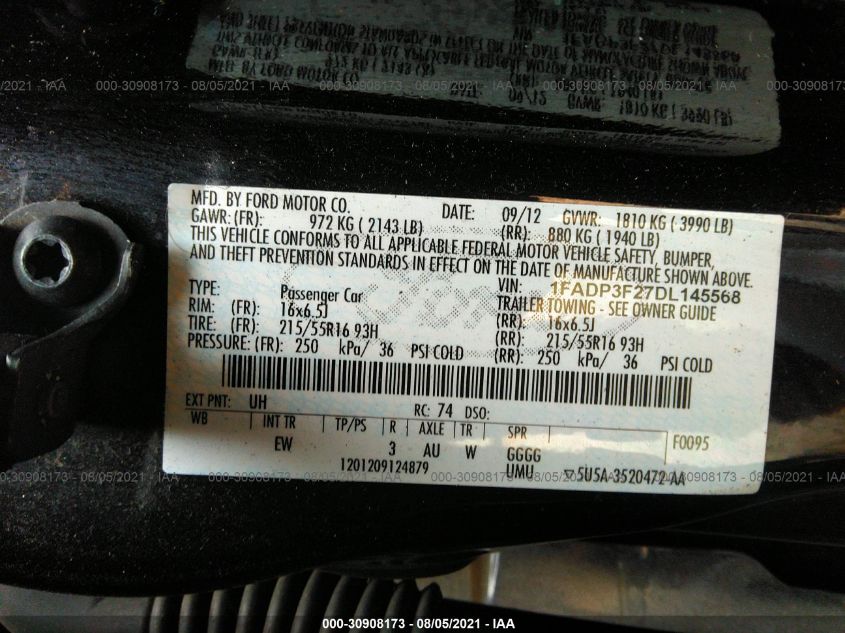 MFD. BY FORD MOTOR CO. DATE: 09/12 GVWR: 1810 KG ( 3990 LB)
GAWR: (FR): 972 KG ( 2143 LB) (RR): 880 KG ( 1940 LB)
THIS VEHICLE CONFORMS TO ALL APPLICABLE FEDERAL MOTOR VEHICLE SAFETY, BUMPER,
AND THEFT PREVENTION STANDARDS IN EFFECT ON THE DATE OF MANUFACTURE SHOWN ABOVE.
VIN: 1FADP3F27DL145568
TYPE: Passenger Car TRAILER TOWING - SEE OWNER GUIDE
RIM: (FR): 16x6.5J (RR): 16x6.5J
TIRE: (FR): 215/55R16 93H (RR): 215/55R16 93H
PRESSURE: (FR): 250 kPa/ 36 PSI COLD (RR): 250 kPa/ 36 PSI COLD
EXT PNT: UH RC: 74 DSO:
WB INT TR TP/PS R AXLE TR SPR F0095
EW 3 AU W GGGG
1201209124879 UMU 5U5A-3520472-AA
000-30908173 - 08/05/2021 - IAA